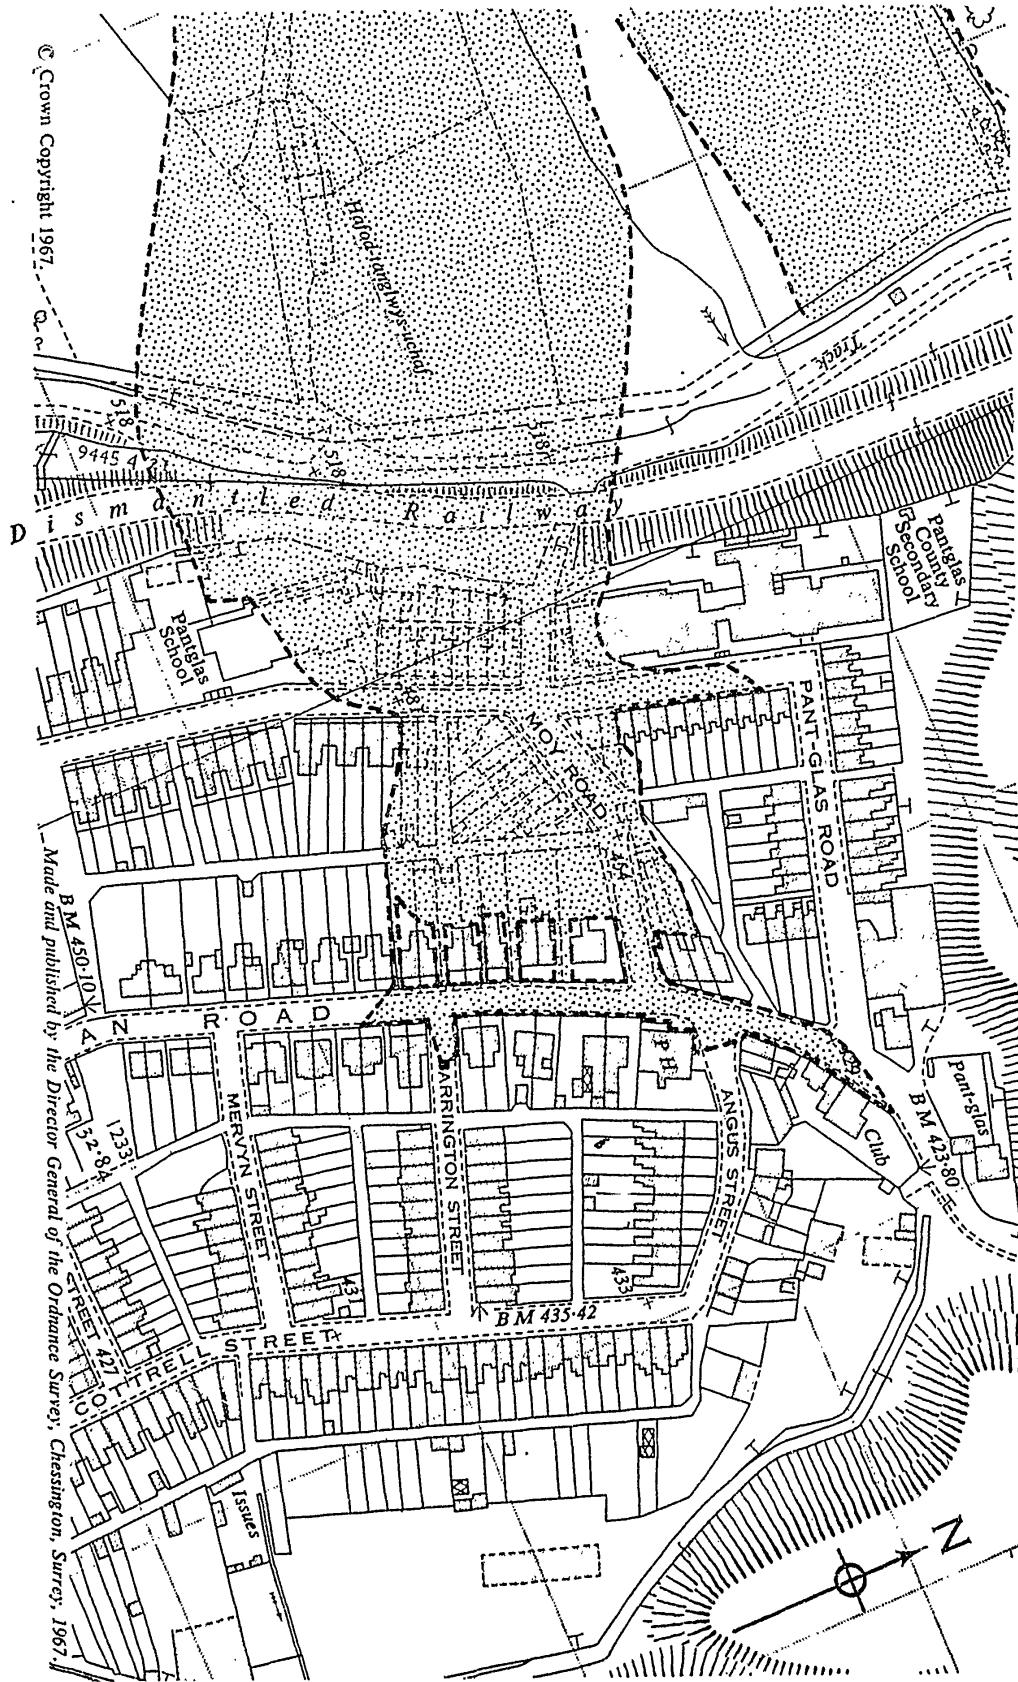 © Crown Copyright 1967.
Hafod-tanglwys-uchaf
Track
518
518
518
9445 4·21
Dismantled Railway
Pantglas
County
Secondary
School
Pantglas
School
MOY ROAD
PANT-GLAS ROAD
454
B M 450·10
AN ROAD
P H
Club
Pant-glas
B M 423·80
MERVYN STREET
ARRINGTON STREET
ANGUS STREET
1233
32·84
433
B M 435·42
STREET 427
COTTRELL STREET
Issues
N
Made and published by the Director General of the Ordnance Survey, Chessington, Surrey, 1967.